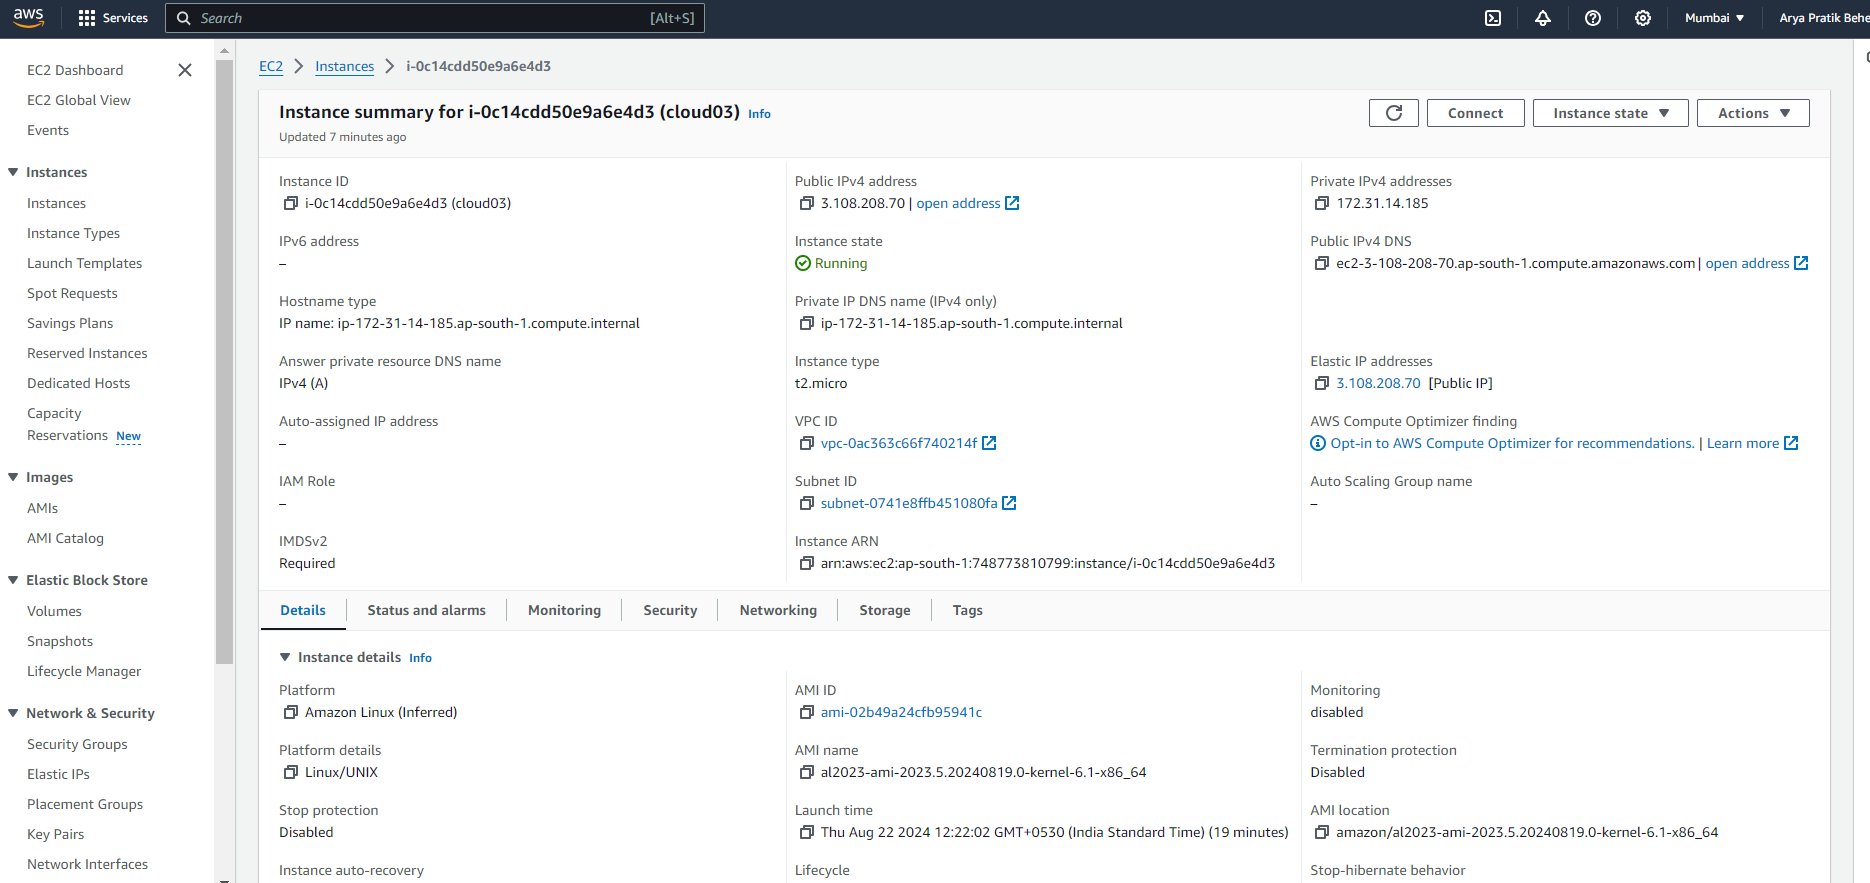 aws
Services
Search
[Alt+S]
Mumbai
Arya Pratik Behe
EC2 Dashboard
EC2 Global View
Events
Instances
Instances
Instance Types
Launch Templates
Spot Requests
Savings Plans
Reserved Instances
Dedicated Hosts
Capacity
Reservations New
Images
AMIs
AMI Catalog
Elastic Block Store
Volumes
Snapshots
Lifecycle Manager
Network & Security
Security Groups
Elastic IPs
Placement Groups
Key Pairs
Network Interfaces
EC2 > Instances > i-0c14cdd50e9a6e4d3
Instance summary for i-0c14cdd50e9a6e4d3 (cloud03) Info
Updated 7 minutes ago
Connect
Instance state
Actions
Instance ID
i-0c14cdd50e9a6e4d3 (cloud03)
Public IPv4 address
3.108.208.70 | open address
Private IPv4 addresses
172.31.14.185
IPv6 address
–
Instance state
Running
Public IPv4 DNS
ec2-3-108-208-70.ap-south-1.compute.amazonaws.com | open address
Hostname type
IP name: ip-172-31-14-185.ap-south-1.compute.internal
Private IP DNS name (IPv4 only)
ip-172-31-14-185.ap-south-1.compute.internal
Answer private resource DNS name
IPv4 (A)
Instance type
t2.micro
Elastic IP addresses
3.108.208.70 [Public IP]
Auto-assigned IP address
–
VPC ID
vpc-0ac363c66f740214f
AWS Compute Optimizer finding
Opt-in to AWS Compute Optimizer for recommendations. | Learn more
IAM Role
–
Subnet ID
subnet-0741e8ffb451080fa
Auto Scaling Group name
–
IMDSv2
Required
Instance ARN
arn:aws:ec2:ap-south-1:748773810799:instance/i-0c14cdd50e9a6e4d3
Details
Status and alarms
Monitoring
Security
Networking
Storage
Tags
Instance details Info
Platform
Amazon Linux (Inferred)
AMI ID
ami-02b49a24cfb95941c
Monitoring
disabled
Platform details
Linux/UNIX
AMI name
al2023-ami-2023.5.20240819.0-kernel-6.1-x86_64
Termination protection
Disabled
Stop protection
Disabled
Launch time
Thu Aug 22 2024 12:22:02 GMT+0530 (India Standard Time) (19 minutes)
AMI location
amazon/al2023-ami-2023.5.20240819.0-kernel-6.1-x86_64
Instance auto-recovery
Lifecycle
Stop-hibernate behavior